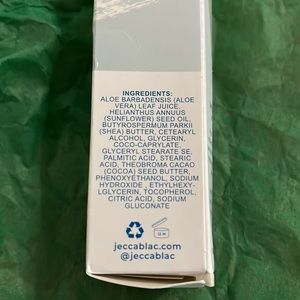 INGREDIENTS:
ALOE BARBADENSIS (ALOE
VERA) LEAF JUICE,
HELIANTHUS ANNUUS
(SUNFLOWER) SEED OIL,
BUTYROSPERMUM PARKII
(SHEA) BUTTER, CETEARYL
ALCOHOL, GLYCERIN,
COCO-CAPRYLATE,
GLYCERYL STEARATE SE,
PALMITIC ACID, STEARIC
ACID, THEOBROMA CACAO
(COCOA) SEED BUTTER,
PHENOXYETHANOL, SODIUM
HYDROXIDE , ETHYLHEXY-
LGLYCERIN, TOCOPHEROL,
CITRIC ACID, SODIUM
GLUCONATE
12 M
jeccablac.com
@jeccablac